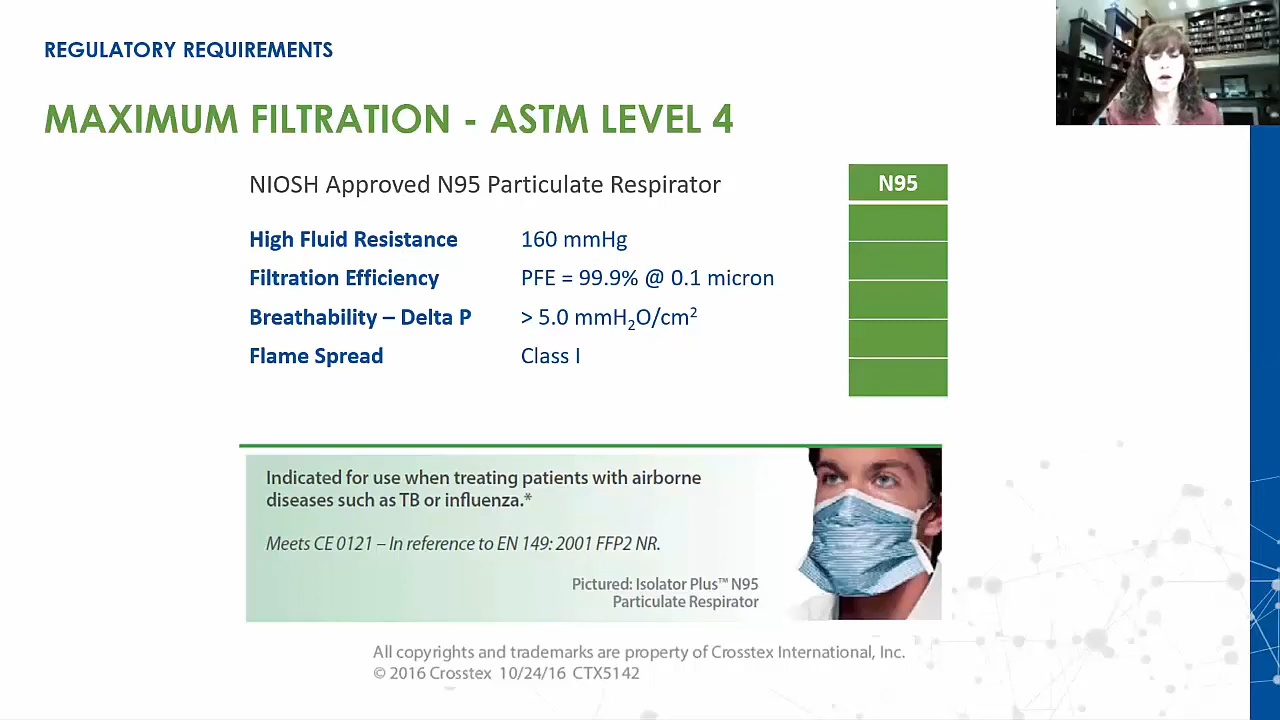 REGULATORY REQUIREMENTS
MAXIMUM FILTRATION - ASTM LEVEL 4
NIOSH Approved N95 Particulate Respirator
N95
High Fluid Resistance 160 mmHg
Filtration Efficiency PFE = 99.9% @ 0.1 micron
Breathability – Delta P > 5.0 mmH₂O/cm²
Flame Spread Class I
Indicated for use when treating patients with airborne
diseases such as TB or influenza.*
Meets CE 0121 – In reference to EN 149: 2001 FFP2 NR.
Pictured: Isolator Plus™ N95
Particulate Respirator
All copyrights and trademarks are property of Crosstex International, Inc.
© 2016 Crosstex 10/24/16 CTX5142